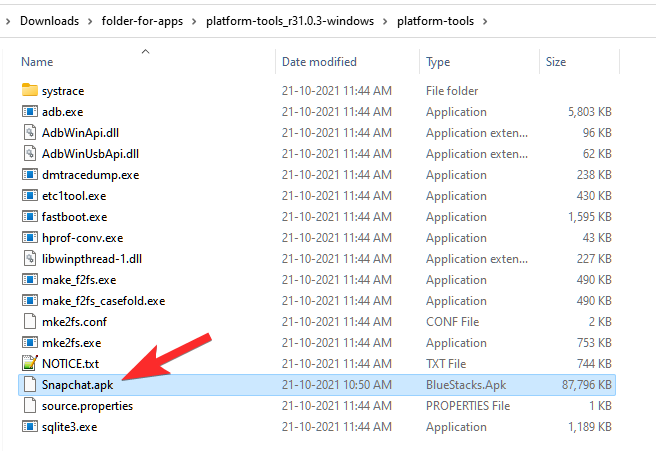 Downloads > folder-for-apps > platform-tools_r31.0.3-windows > platform-tools >
Name Date modified Type Size
systrace 21-10-2021 11:44 AM File folder
adb.exe 21-10-2021 11:44 AM Application 5,803 KB
AdbWinApi.dll 21-10-2021 11:44 AM Application exten... 96 KB
AdbWinUsbApi.dll 21-10-2021 11:44 AM Application exten... 62 KB
dmtracedump.exe 21-10-2021 11:44 AM Application 238 KB
etc1tool.exe 21-10-2021 11:44 AM Application 430 KB
fastboot.exe 21-10-2021 11:44 AM Application 1,595 KB
hprof-conv.exe 21-10-2021 11:44 AM Application 43 KB
libwinpthread-1.dll 21-10-2021 11:44 AM Application exten... 227 KB
make_f2fs.exe 21-10-2021 11:44 AM Application 490 KB
make_f2fs_casefold.exe 21-10-2021 11:44 AM Application 490 KB
mke2fs.conf 21-10-2021 11:44 AM CONF File 2 KB
mke2fs.exe 21-10-2021 11:44 AM Application 753 KB
NOTICE.txt 21-10-2021 11:44 AM TXT File 744 KB
Snapchat.apk 21-10-2021 10:50 AM BlueStacks.Apk 87,796 KB
source.properties 21-10-2021 11:44 AM PROPERTIES File 1 KB
sqlite3.exe 21-10-2021 11:44 AM Application 1,189 KB